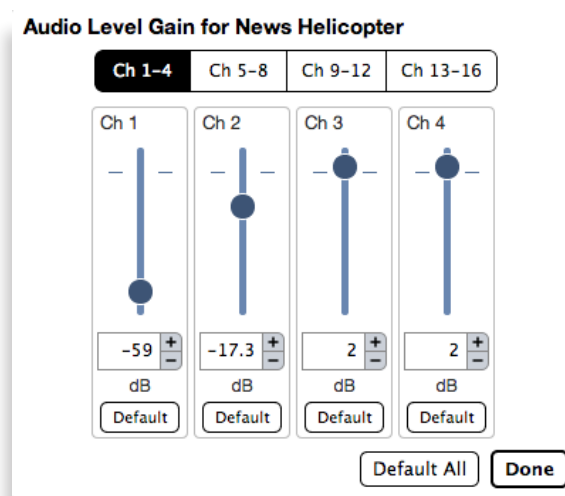 Audio Level Gain for News Helicopter
Ch 1–4 Ch 5–8 Ch 9–12 Ch 13–16
Ch 1 Ch 2 Ch 3 Ch 4
−59 + − −17.3 + − 2 + − 2 + −
dB dB dB dB
Default Default Default Default
Default All Done